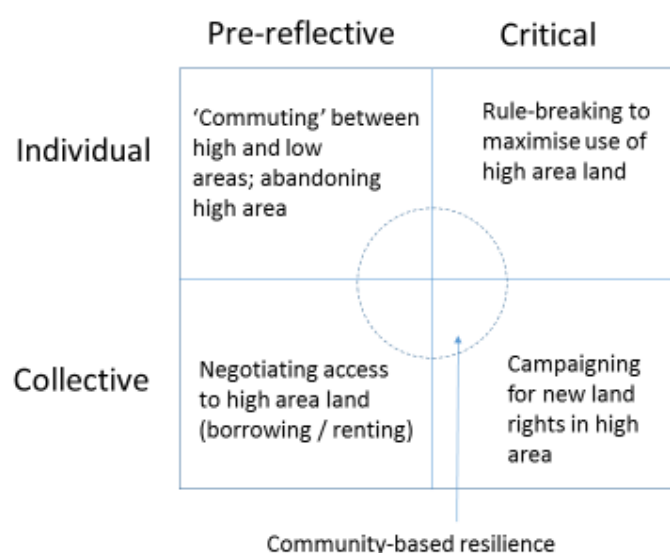 Pre-reflective
Critical
Individual
‘Commuting’ between
high and low
areas; abandoning
high area
Rule-breaking to
maximise use of
high area land
Collective
Negotiating access
to high area land
(borrowing / renting)
Campaigning
for new land
rights in high
area
Community-based resilience